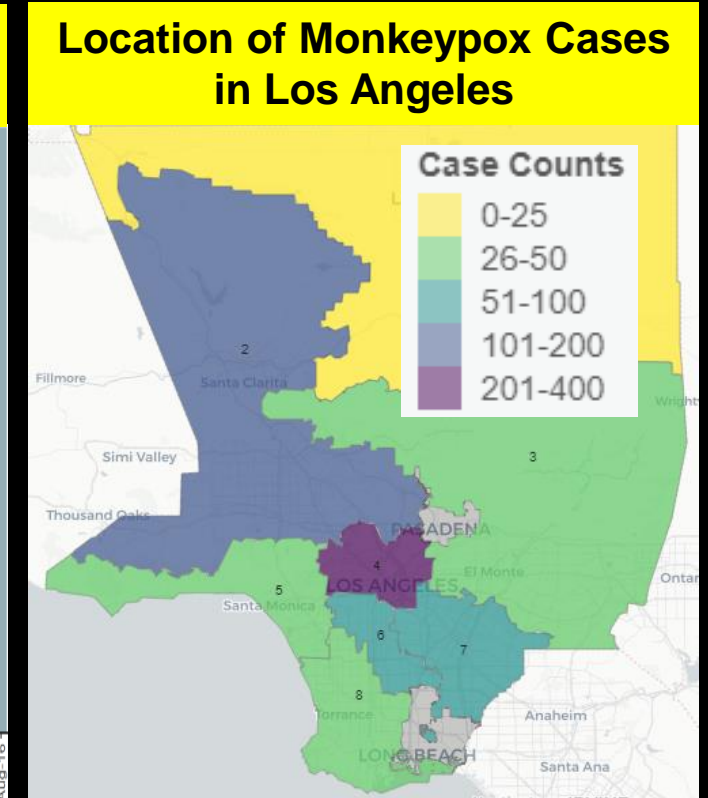 Location of Monkeypox Cases
in Los Angeles
Case Counts
0-25
26-50
51-100
101-200
201-400
2
Santa Clarita
Fillmore
3
Simi Valley
Thousand Oaks
PASADENA
4
El Monte
LOS ANGELES
5
Santa Monica
6
7
8
Torrance
Anaheim
LONG BEACH
Santa Ana